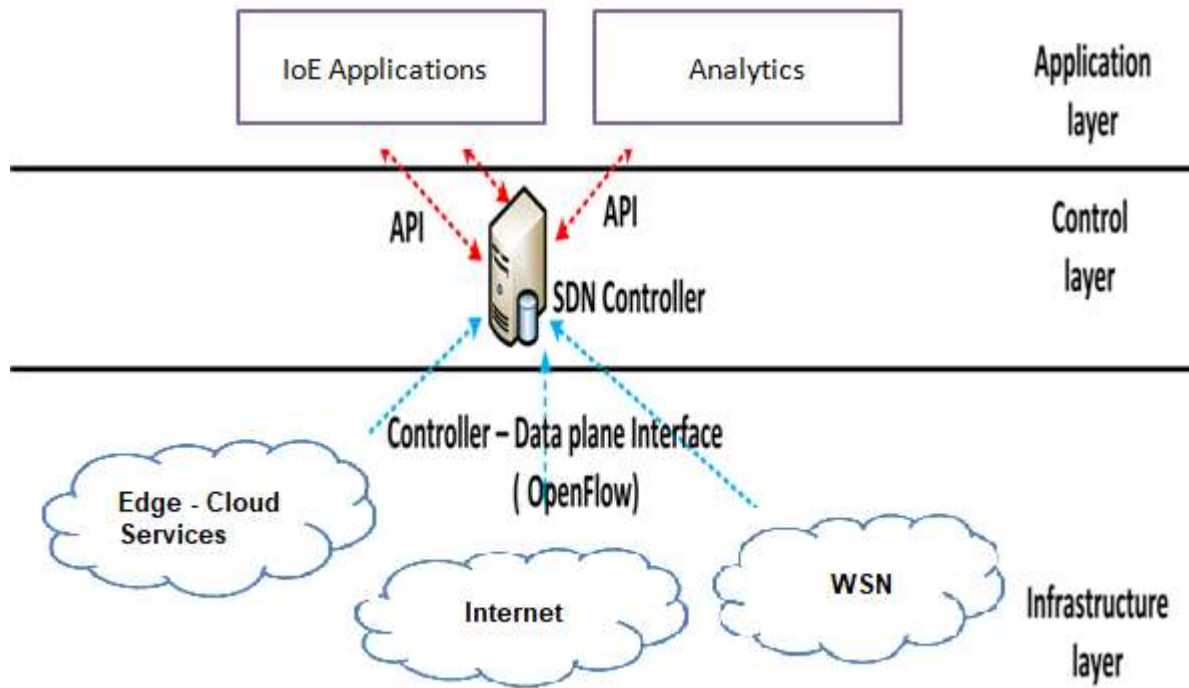 IoE Applications
Analytics
Application
layer
API
API
Control
layer
SDN Controller
Controller – Data plane Interface
( OpenFlow)
Edge - Cloud
Services
Internet
WSN
Infrastructure
layer